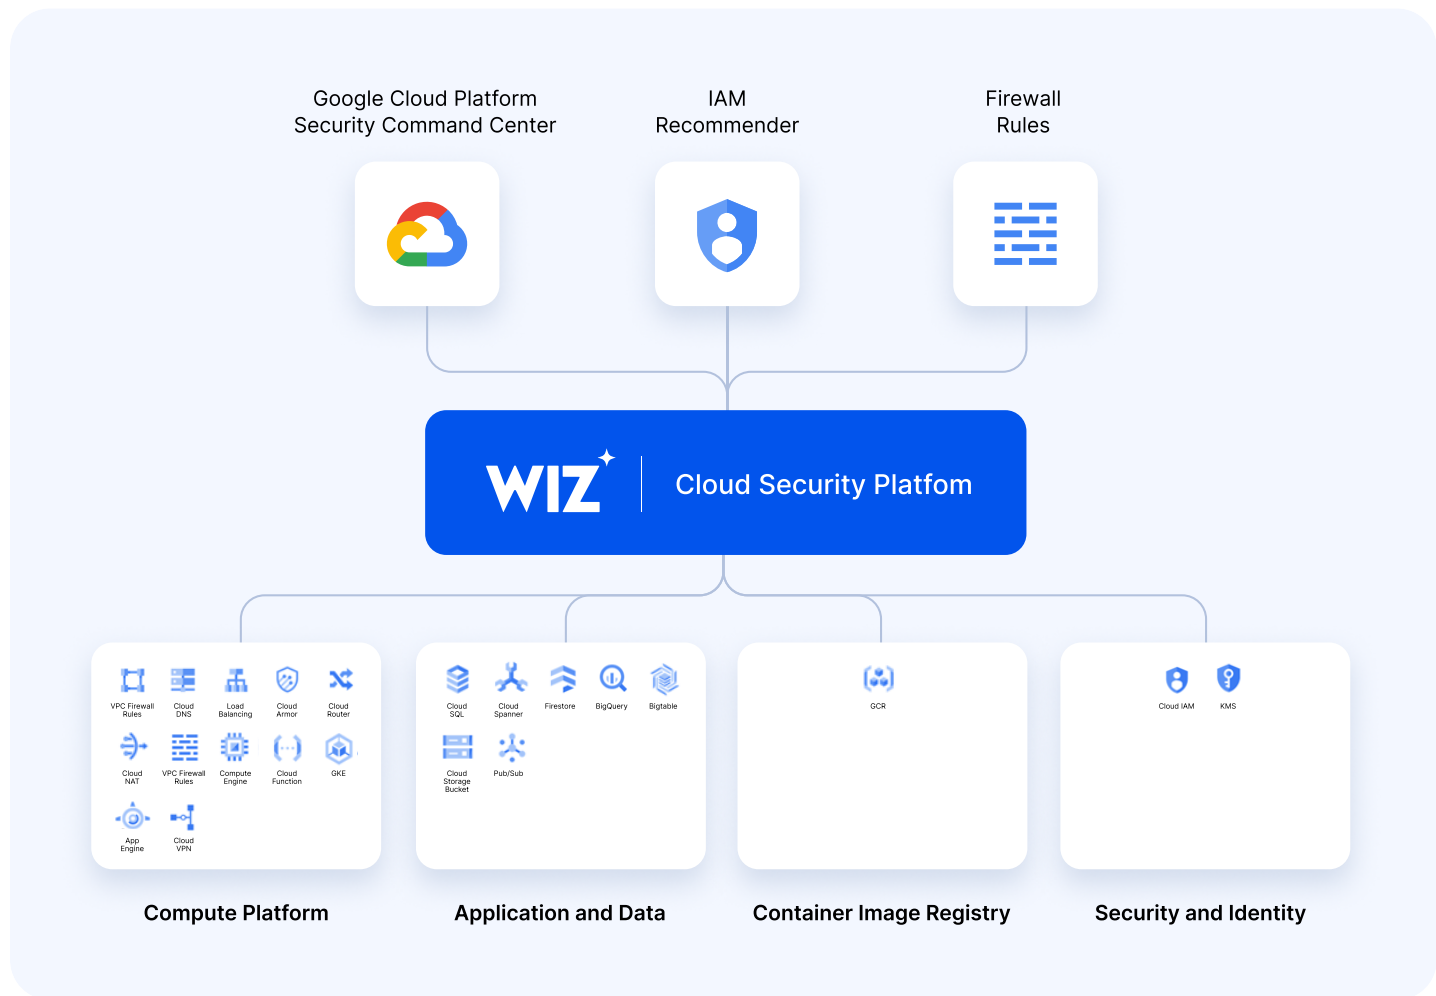 Google Cloud Platform
Security Command Center
IAM
Recommender
Firewall
Rules
WIZ
Cloud Security Platfom
VPC Firewall
Rules
Cloud
DNS
Load
Balancing
Cloud
Armor
Cloud
Router
Cloud
NAT
VPC Firewall
Rules
Compute
Engine
Cloud
Function
GKE
App
Engine
Cloud
VPN
Compute Platform
Cloud
SQL
Cloud
Spanner
Firestore
BigQuery
Bigtable
Cloud
Storage
Bucket
Pub/Sub
Application and Data
GCR
Container Image Registry
Cloud IAM
KMS
Security and Identity